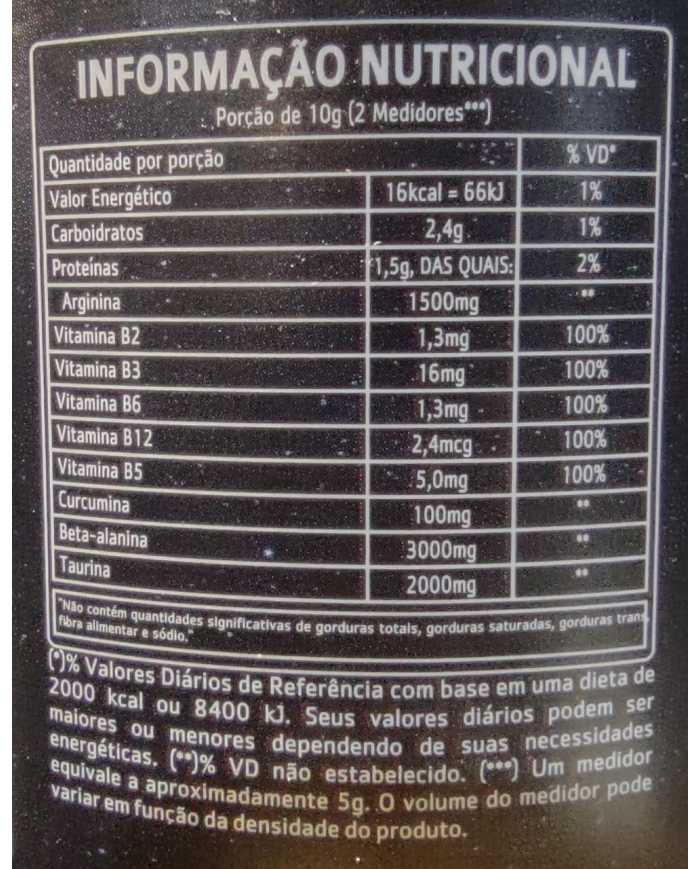 INFORMAÇÃO NUTRICIONAL
Porção de 10g (2 Medidores***)
Quantidade por porção % VD*
Valor Energético 16kcal = 66kJ 1%
Carboidratos 2,4g 1%
Proteínas 1,5g, DAS QUAIS: 2%
Arginina 1500mg **
Vitamina B2 1,3mg 100%
Vitamina B3 16mg 100%
Vitamina B6 1,3mg 100%
Vitamina B12 2,4mcg 100%
Vitamina B5 5,0mg 100%
Curcumina 100mg **
Beta-alanina 3000mg **
Taurina 2000mg **
"Não contém quantidades significativas de gorduras totais, gorduras saturadas, gorduras trans,
fibra alimentar e sódio."
(*)% Valores Diários de Referência com base em uma dieta de
2000 kcal ou 8400 kJ. Seus valores diários podem ser
maiores ou menores dependendo de suas necessidades
energéticas. (**)% VD não estabelecido. (***) Um medidor
equivale a aproximadamente 5g. O volume do medidor pode
variar em função da densidade do produto.